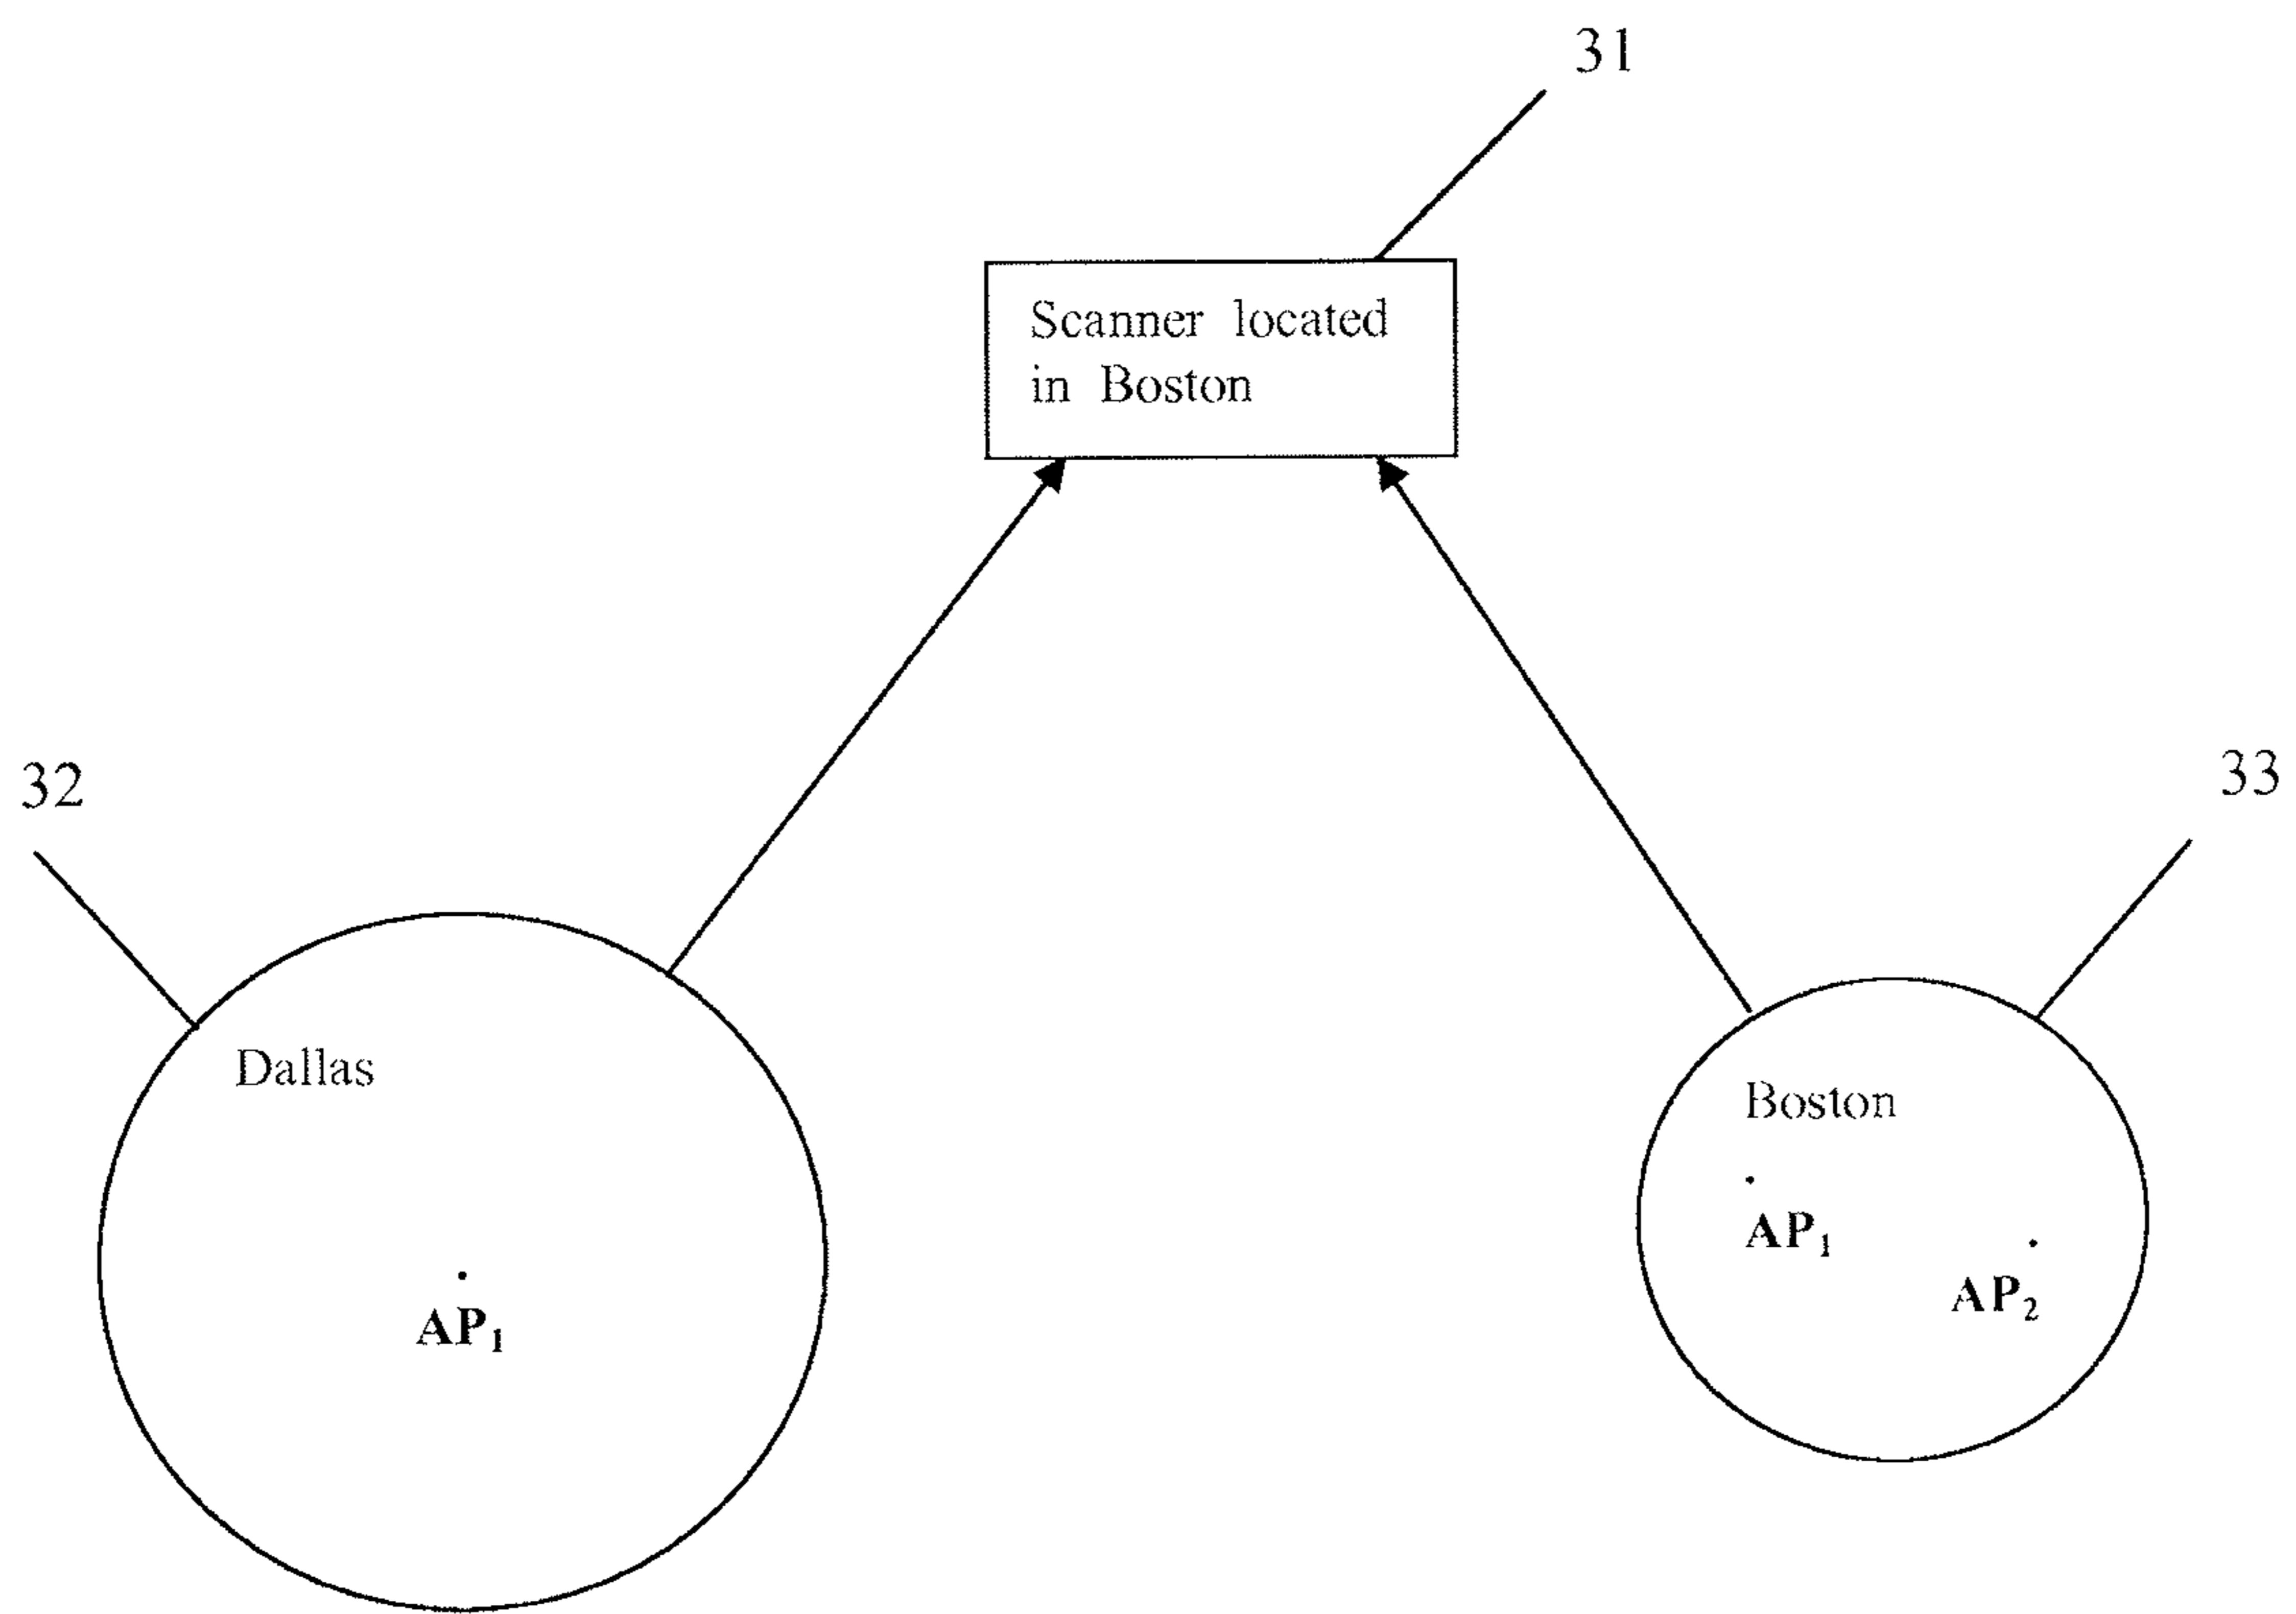 31
Scanner located
in Boston
32
33
Dallas
Boston
AP₁
AP₂
AP₁